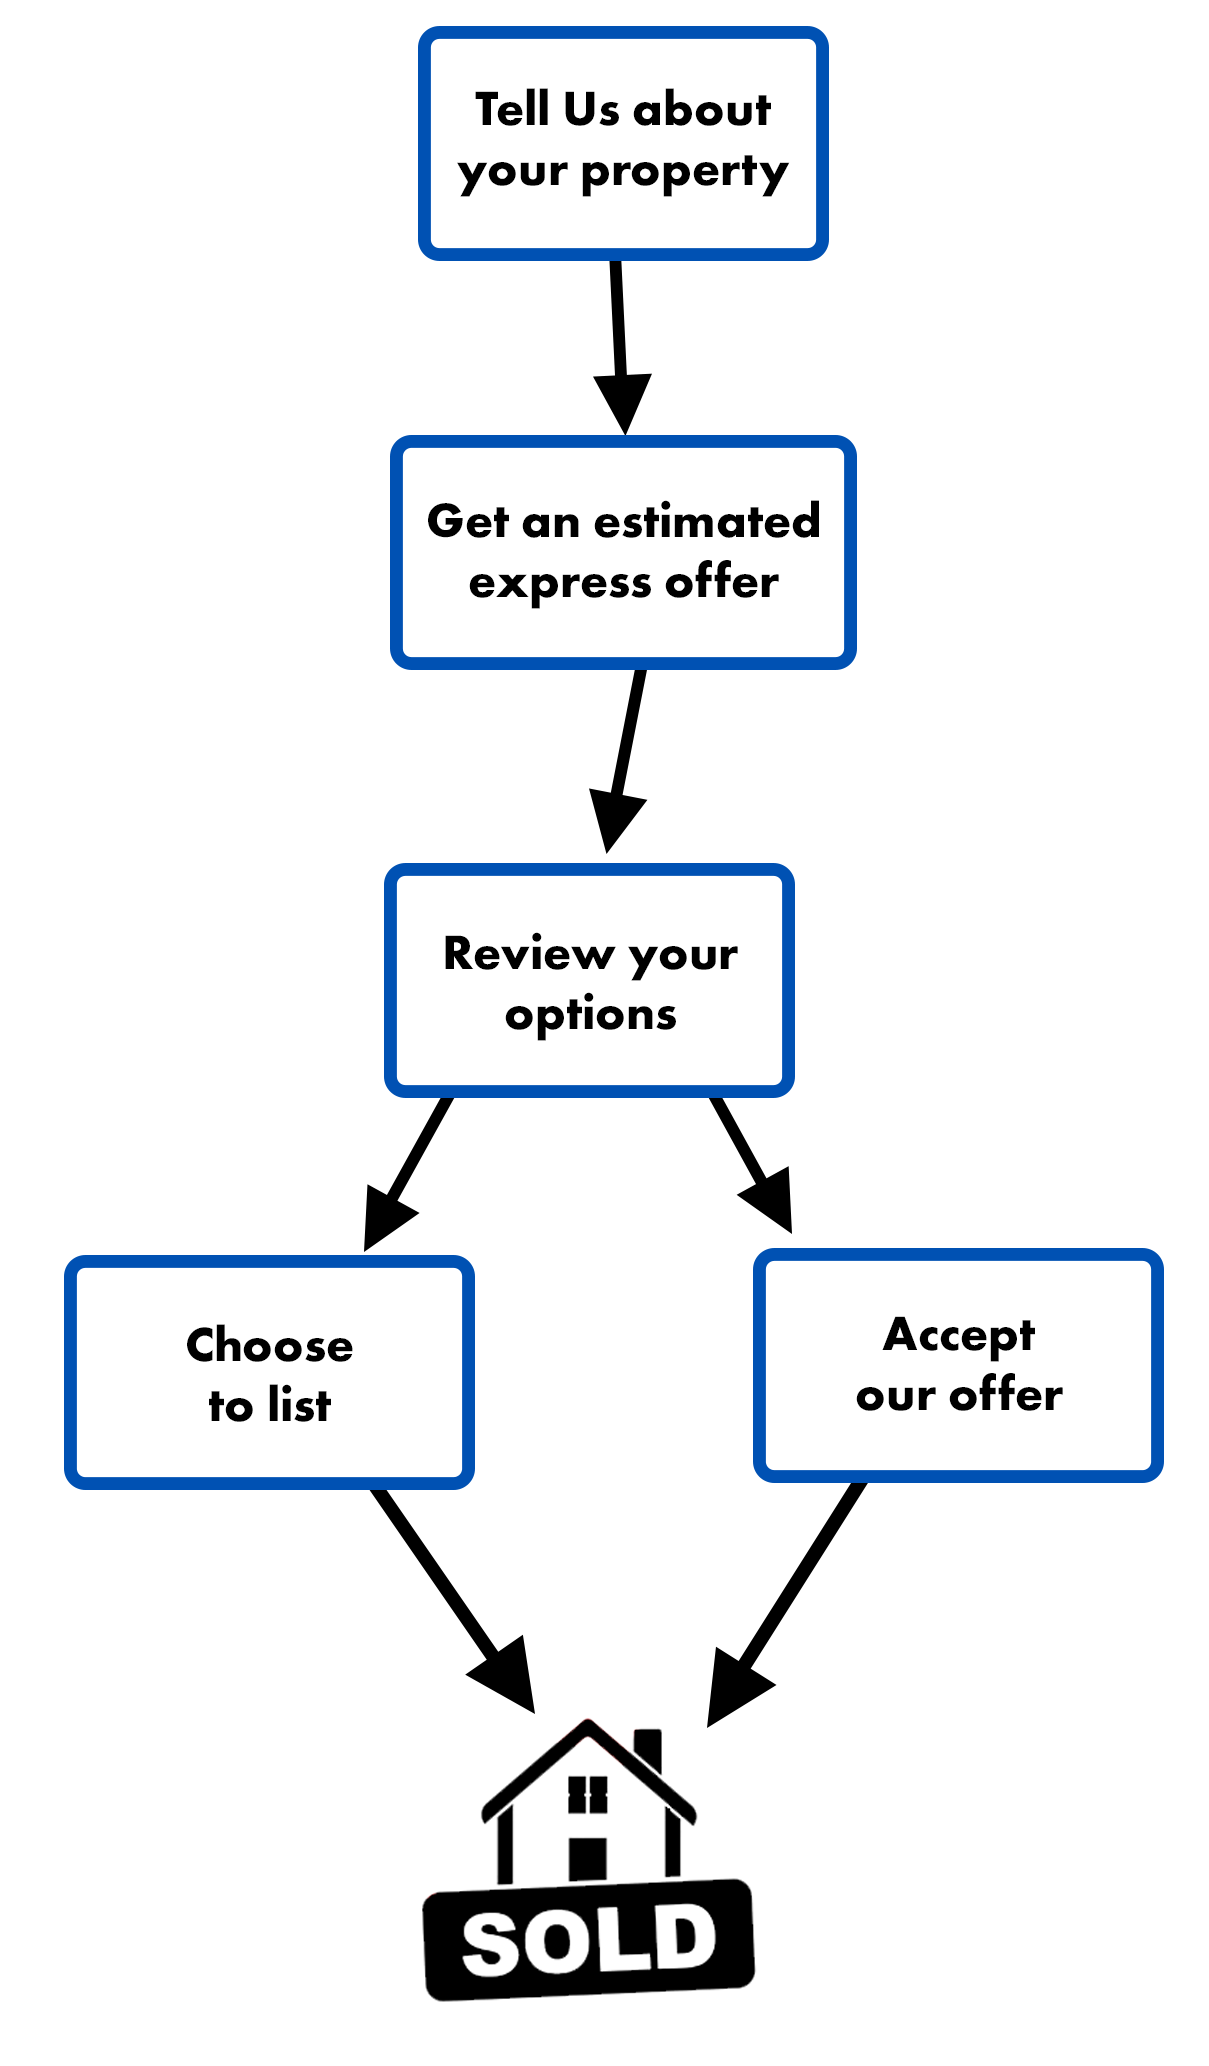 Tell Us about
your property
Get an estimated
express offer
Review your
options
Choose
to list
Accept
our offer
SOLD